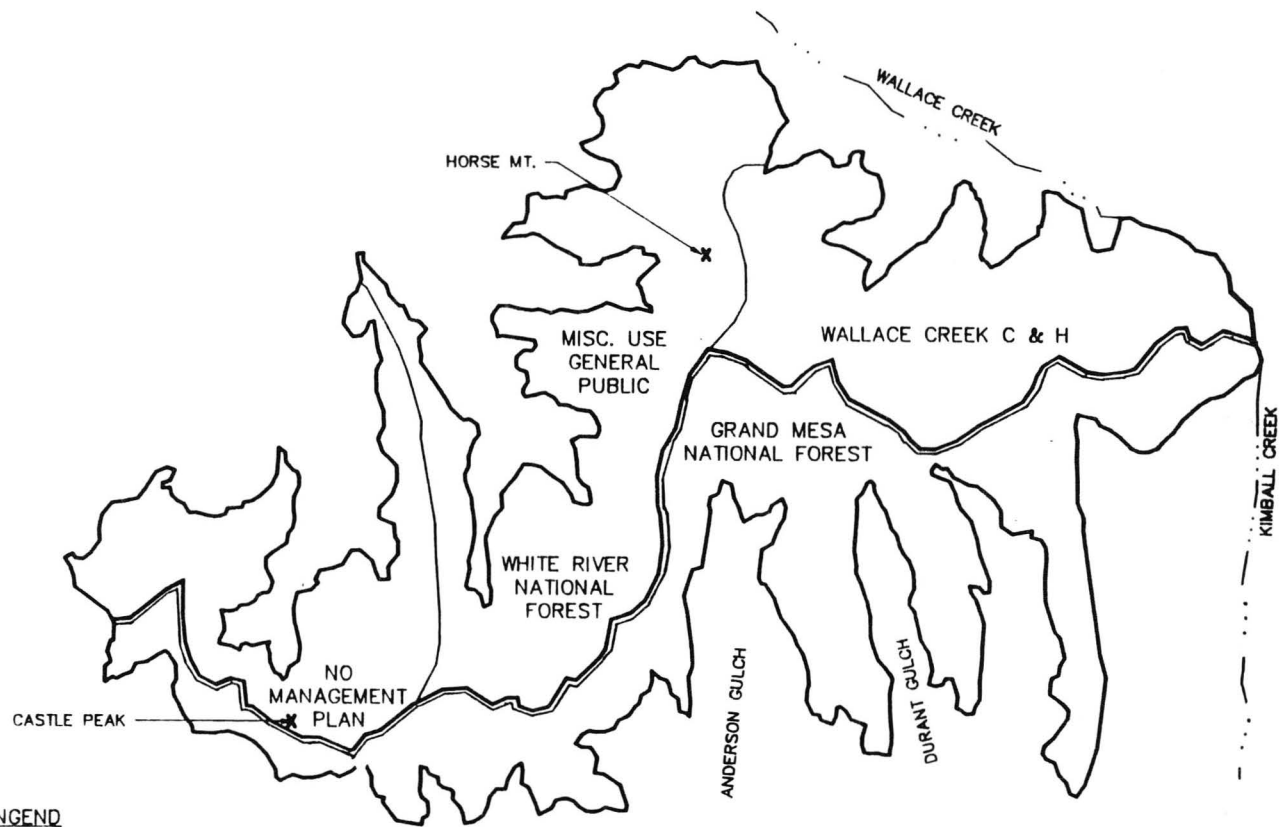 WALLACE CREEK
HORSE MT.
MISC. USE
GENERAL
PUBLIC
WALLACE CREEK C & H
GRAND MESA
NATIONAL FOREST
KIMBALL CREEK
WHITE RIVER
NATIONAL
FOREST
NO
MANAGEMENT
PLAN
CASTLE PEAK
ANDERSON GULCH
DURANT GULCH
NGEND